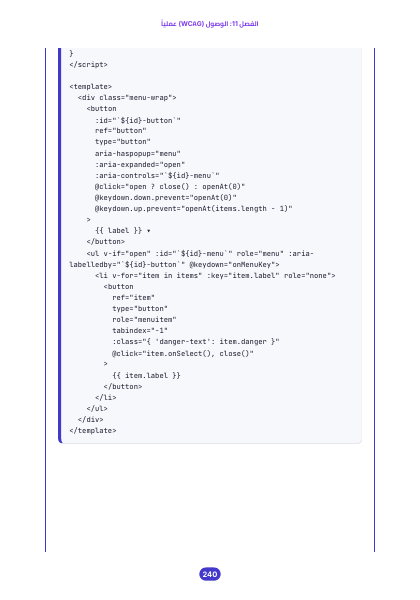 الفصل 11: الوصول (WCAG) عملياً
}
</script>
<template>
  <div class="menu-wrap">
    <button
      :id="`${id}-button`"
      ref="button"
      type="button"
      aria-haspopup="menu"
      :aria-expanded="open"
      :aria-controls="`${id}-menu`"
      @click="open ? close() : openAt(0)"
      @keydown.down.prevent="openAt(0)"
      @keydown.up.prevent="openAt(items.length - 1)"
    >
      {{ label }} ▾
    </button>
    <ul v-if="open" :id="`${id}-menu`" role="menu" :aria-
labelledby="`${id}-button`" @keydown="onMenuKey">
      <li v-for="item in items" :key="item.label" role="none">
        <button
          ref="item"
          type="button"
          role="menuitem"
          tabindex="-1"
          :class="{ 'danger-text': item.danger }"
          @click="item.onSelect(), close()"
        >
          {{ item.label }}
        </button>
      </li>
    </ul>
  </div>
</template>
240